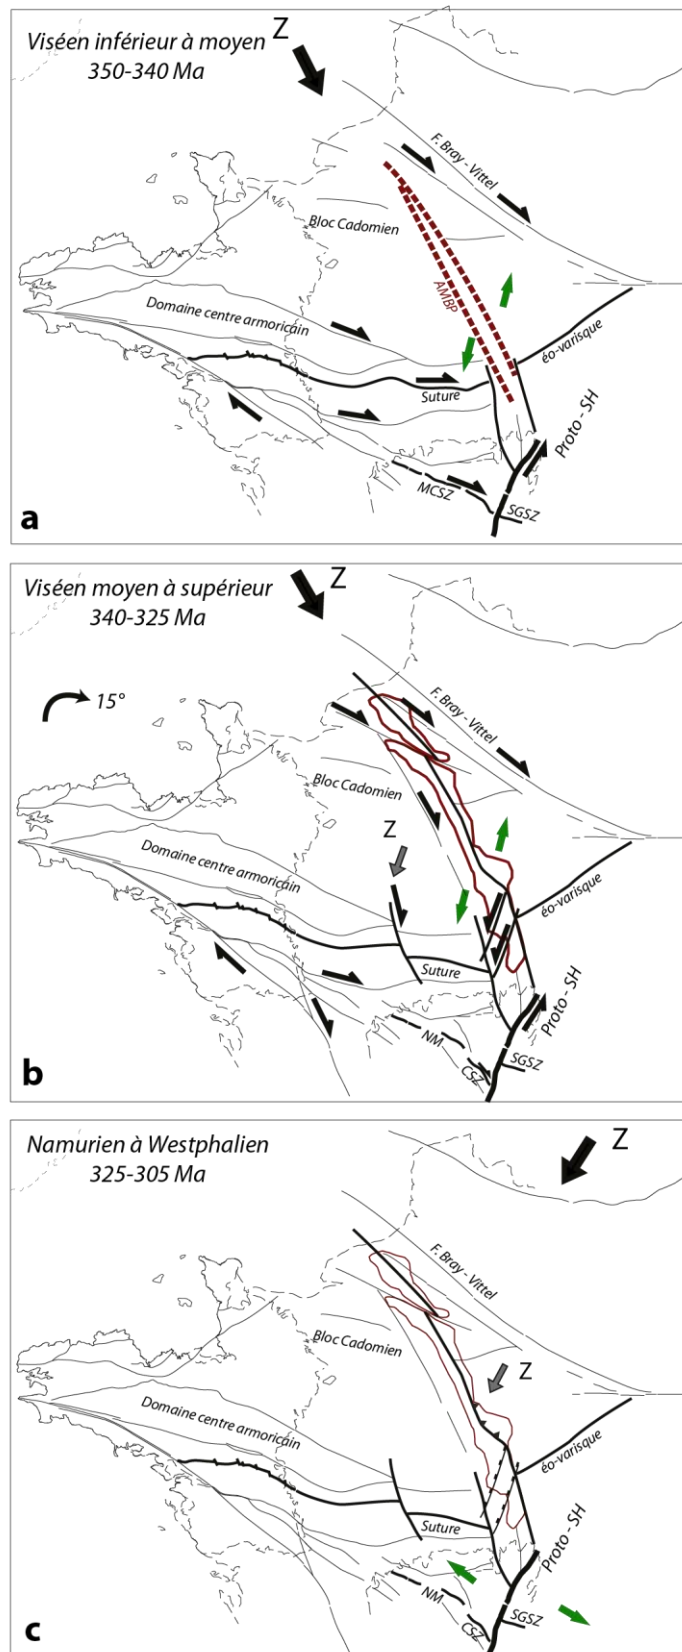 Viséen inférieur à moyen
350-340 Ma
Z
F. Bray - Vittel
Bloc Cadomien
AMBP
Domaine centre armoricain
éo-varisque
Suture
Proto - SH
MCSZ
SGSZ
a
Viséen moyen à supérieur
340-325 Ma
Z
15°
F. Bray - Vittel
Bloc Cadomien
Z
Domaine centre armoricain
éo-varisque
Suture
Proto - SH
NM
SGSZ
CSZ
b
Namurien à Westphalien
325-305 Ma
Z
F. Bray - Vittel
Bloc Cadomien
Z
Domaine centre armoricain
éo-varisque
Suture
Proto - SH
NM
SGSZ
CSZ
c